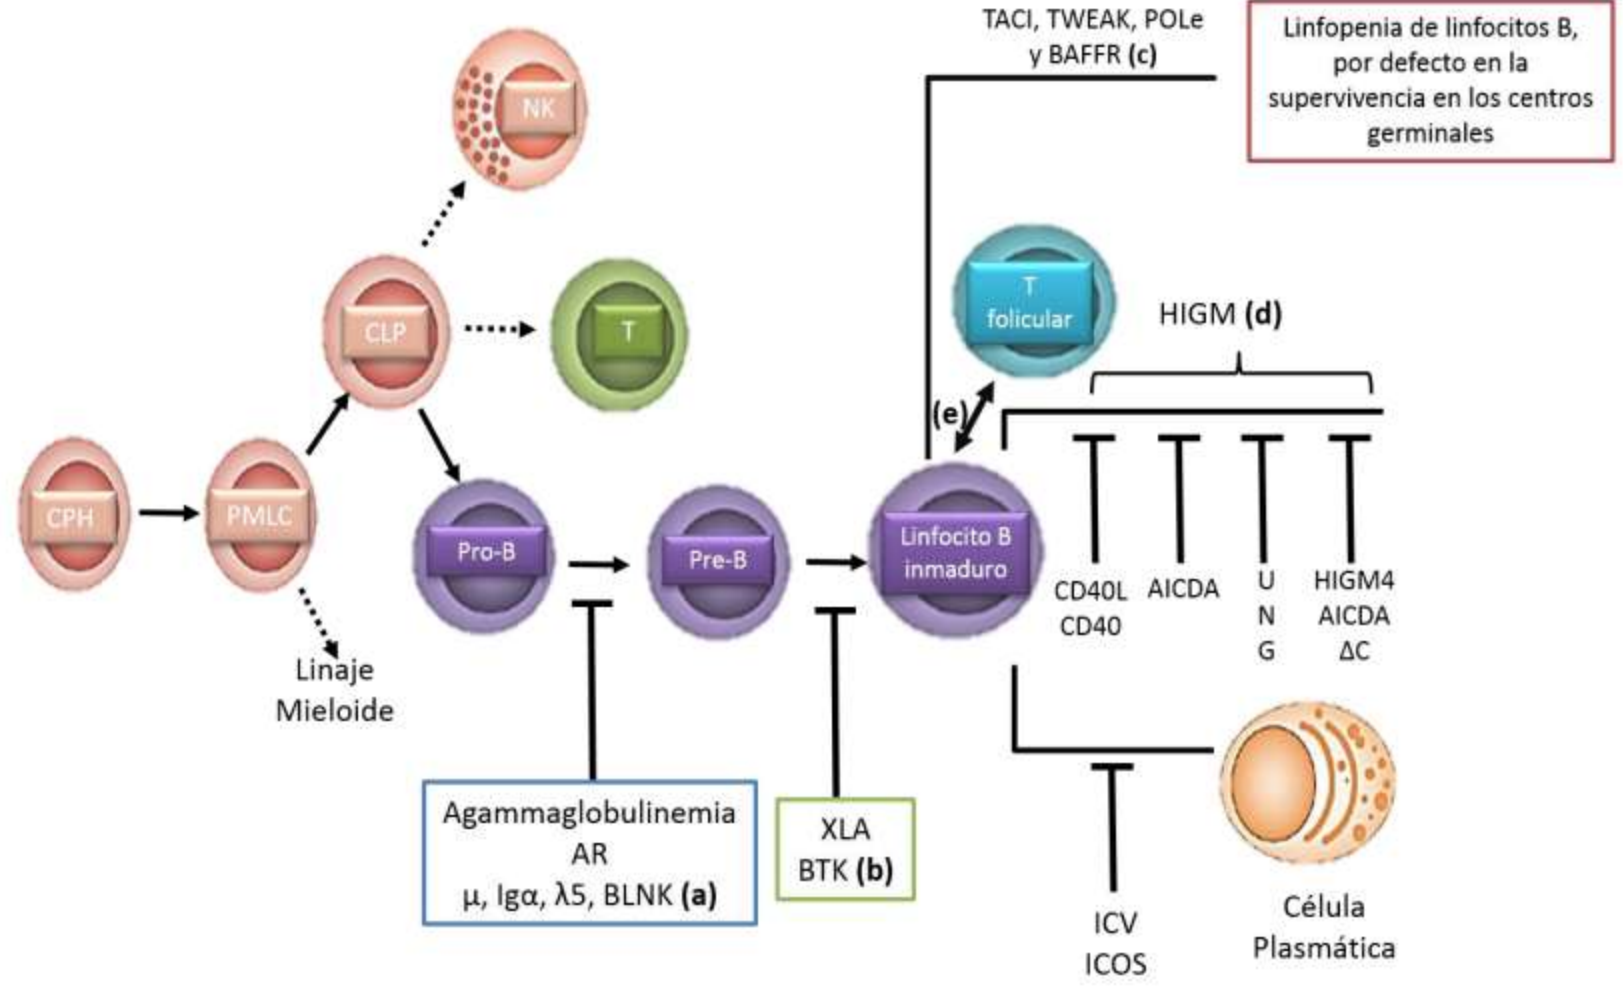 TACI, TWEAK, POLe
y BAFFR (c)
Linfopenia de linfocitos B,
por defecto en la
supervivencia en los centros
germinales
NK
CLP
T
T
folicular
HIGM (d)
(e)
CPH
PMLC
Pro-B
Pre-B
Linfocito B
inmaduro
CD40L
CD40
AICDA
U
N
G
HIGM4
AICDA
ΔC
Linaje
Mieloide
Agammaglobulinemia
AR
μ, Igα, λ5, BLNK (a)
XLA
BTK (b)
ICV
ICOS
Célula
Plasmática